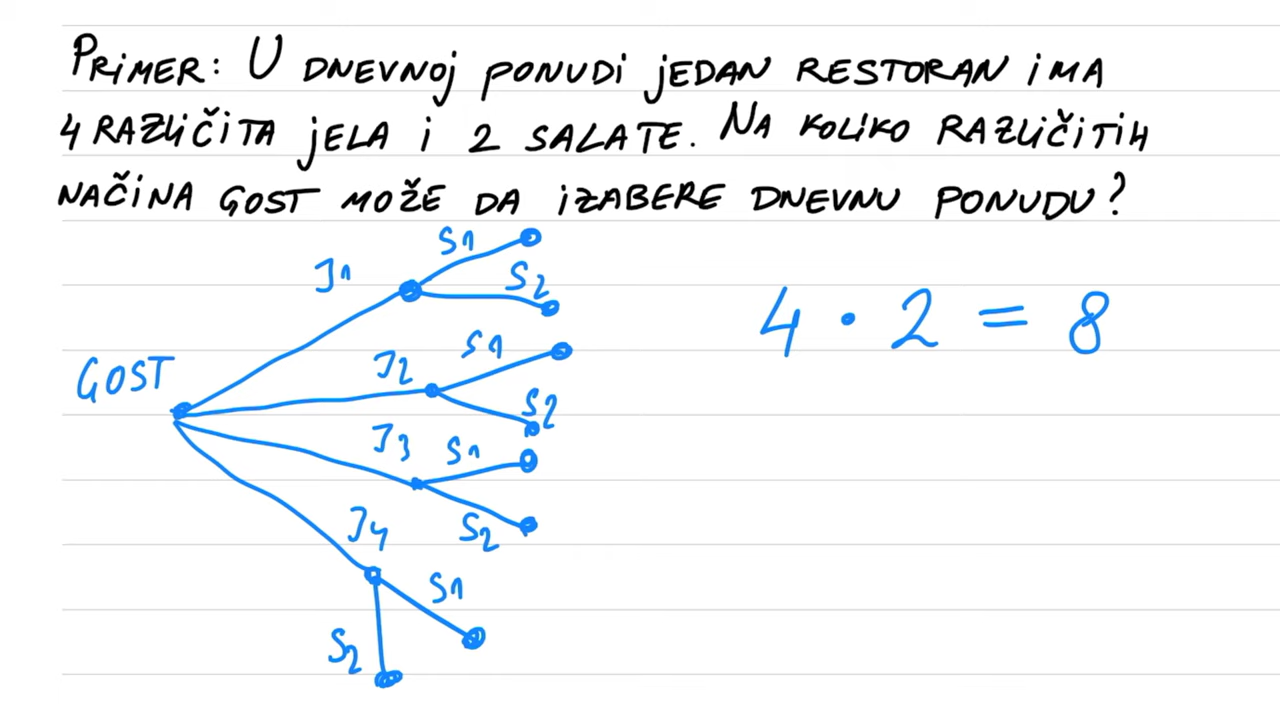 PRIMER: U DNEVNOJ PONUDI JEDAN RESTORAN IMA
4 RAZLIČITA JELA I 2 SALATE. NA KOLIKO RAZLIČITIH
NAČINA GOST MOŽE DA IZABERE DNEVNU PONUDU?
S1
J1
S2
4 · 2 = 8
S1
J2
GOST
S2
J3
S1
J4
S2
S1
S2